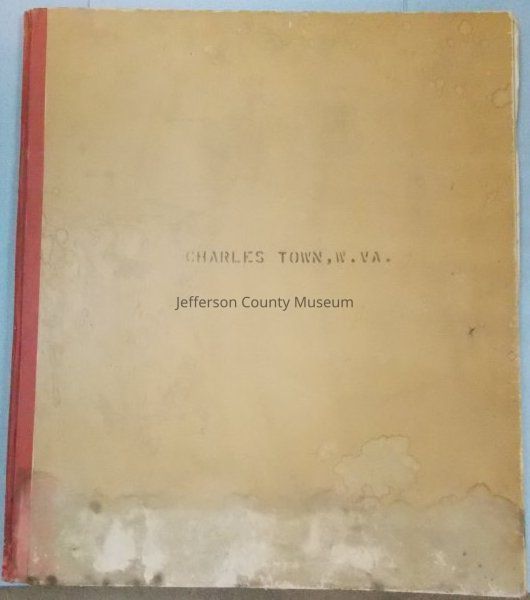 CHARLES TOWN, W.VA.
Jefferson County Museum